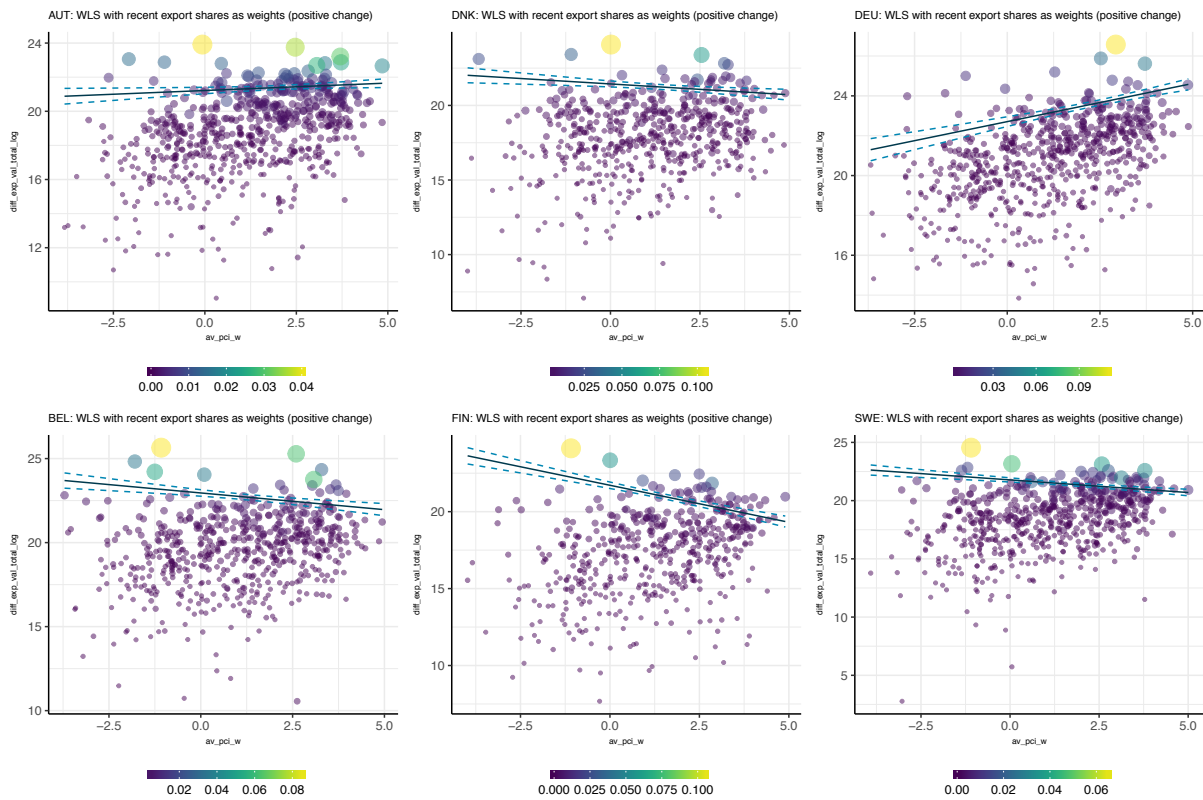 AUT: WLS with recent export shares as weights (positive change)
diff_exp_val_total_log
24
20
16
12
−2.5 0.0 2.5 5.0
av_pci_w
0.00 0.01 0.02 0.03 0.04
DNK: WLS with recent export shares as weights (positive change)
diff_exp_val_total_log
20
15
10
−2.5 0.0 2.5 5.0
av_pci_w
0.025 0.050 0.075 0.100
DEU: WLS with recent export shares as weights (positive change)
diff_exp_val_total_log
24
20
16
−2.5 0.0 2.5 5.0
av_pci_w
0.03 0.06 0.09
BEL: WLS with recent export shares as weights (positive change)
diff_exp_val_total_log
25
20
15
10
−2.5 0.0 2.5 5.0
av_pci_w
0.02 0.04 0.06 0.08
FIN: WLS with recent export shares as weights (positive change)
diff_exp_val_total_log
25
20
15
10
−2.5 0.0 2.5 5.0
av_pci_w
0.000 0.025 0.050 0.075 0.100
SWE: WLS with recent export shares as weights (positive change)
diff_exp_val_total_log
25
20
15
10
5
−2.5 0.0 2.5 5.0
av_pci_w
0.00 0.02 0.04 0.06